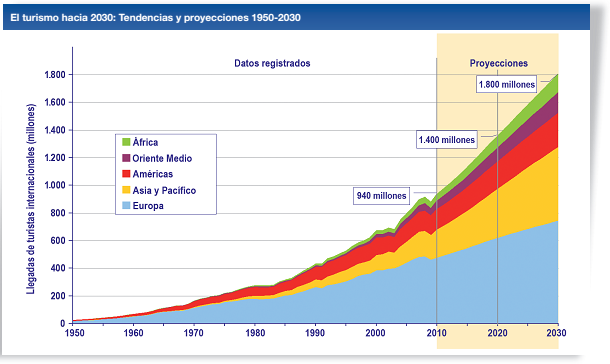 El turismo hacia 2030: Tendencias y proyecciones 1950-2030
Datos registrados
Proyecciones
Llegadas de turistas internacionales (millones)
1.800
1.600
1.400
1.200
1.000
800
600
400
200
0
África
Oriente Medio
Américas
Asia y Pacífico
Europa
1.800 millones
1.400 millones
940 millones
1950
1960
1970
1980
1990
2000
2010
2020
2030